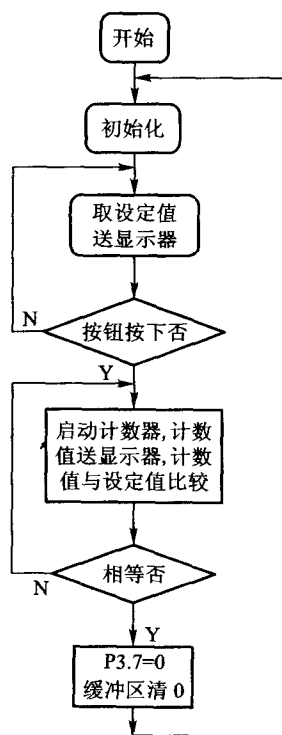 开始
初始化
取设定值
送显示器
N
按钮按下否
Y
启动计数器,计数
值送显示器,计数
值与设定值比较
相等否
N
Y
P3.7=0
缓冲区清 0